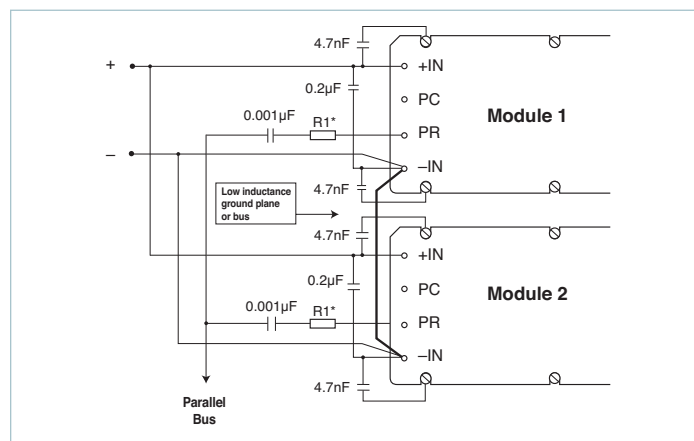 4.7nF
+
+IN
0.2µF
PC
Module 1
0.001µF
R1*
PR
–
–IN
4.7nF
Low inductance
ground plane
or bus
4.7nF
+IN
0.2µF
PC
Module 2
0.001µF
R1*
PR
–IN
4.7nF
Parallel
Bus